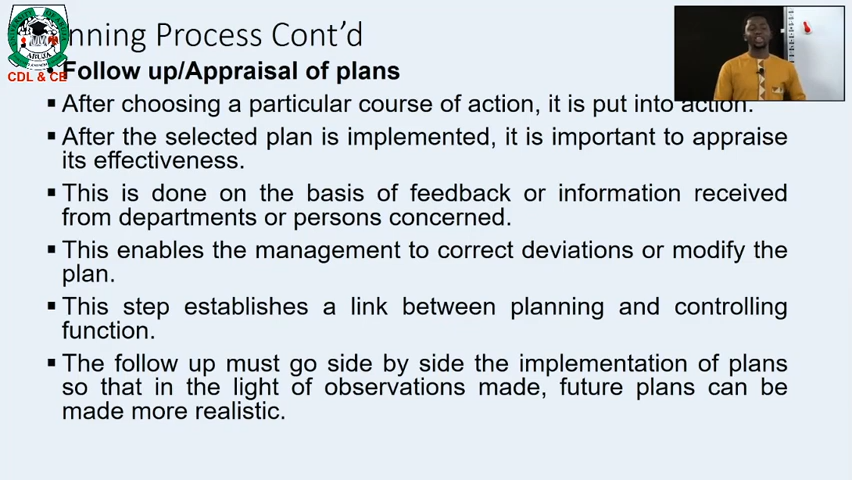 nning Process Cont'd
ABUJA
CDL & CE
Follow up/Appraisal of plans
▪ After choosing a particular course of action, it is put into action.
▪ After the selected plan is implemented, it is important to appraise
its effectiveness.
▪ This is done on the basis of feedback or information received
from departments or persons concerned.
▪ This enables the management to correct deviations or modify the
plan.
▪ This step establishes a link between planning and controlling
function.
▪ The follow up must go side by side the implementation of plans
so that in the light of observations made, future plans can be
made more realistic.